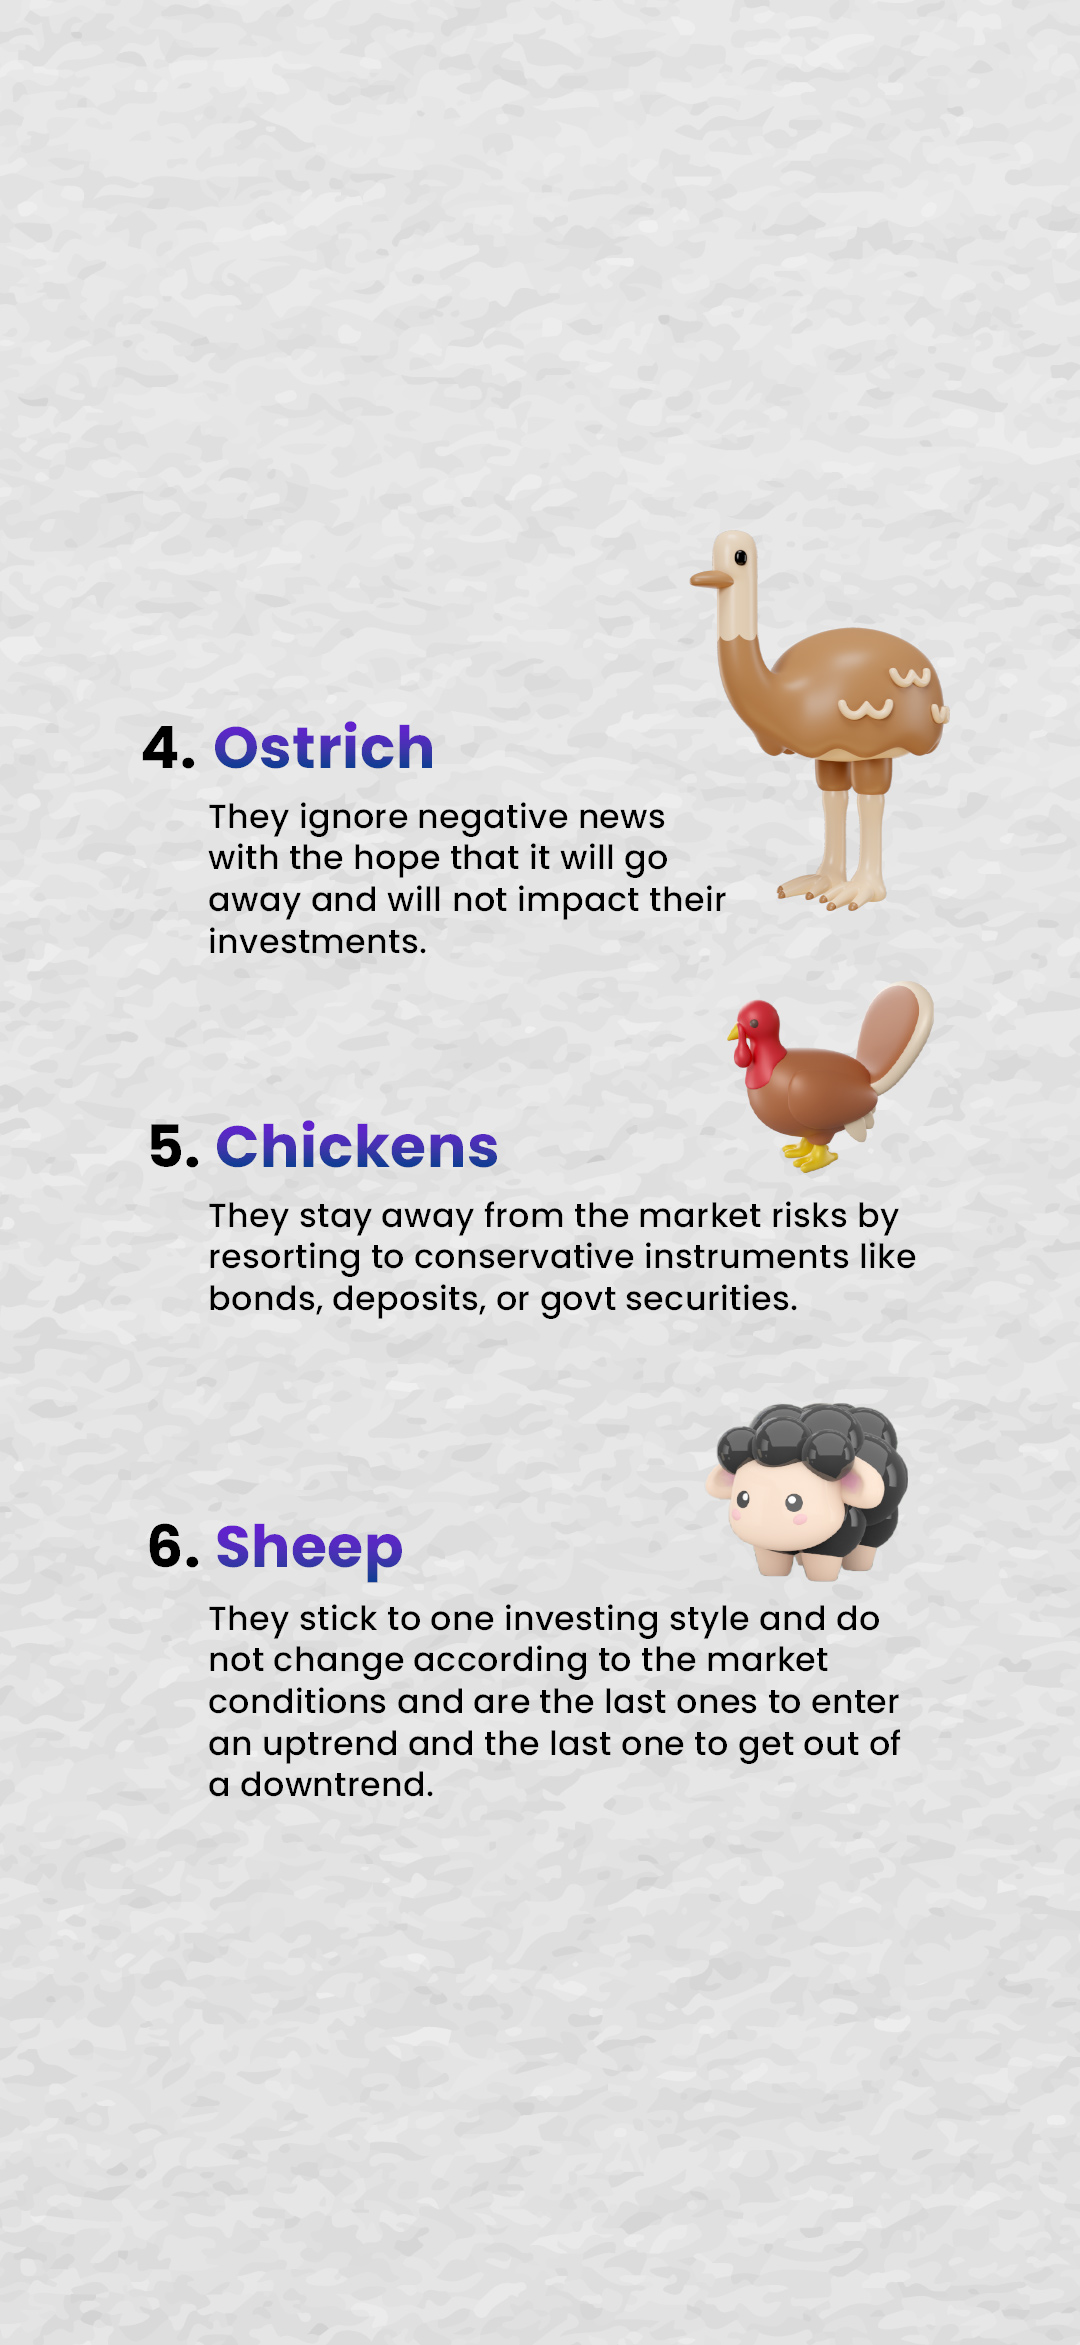 4. Ostrich
They ignore negative news
with the hope that it will go
away and will not impact their
investments.
5. Chickens
They stay away from the market risks by
resorting to conservative instruments like
bonds, deposits, or govt securities.
6. Sheep
They stick to one investing style and do
not change according to the market
conditions and are the last ones to enter
an uptrend and the last one to get out of
a downtrend.